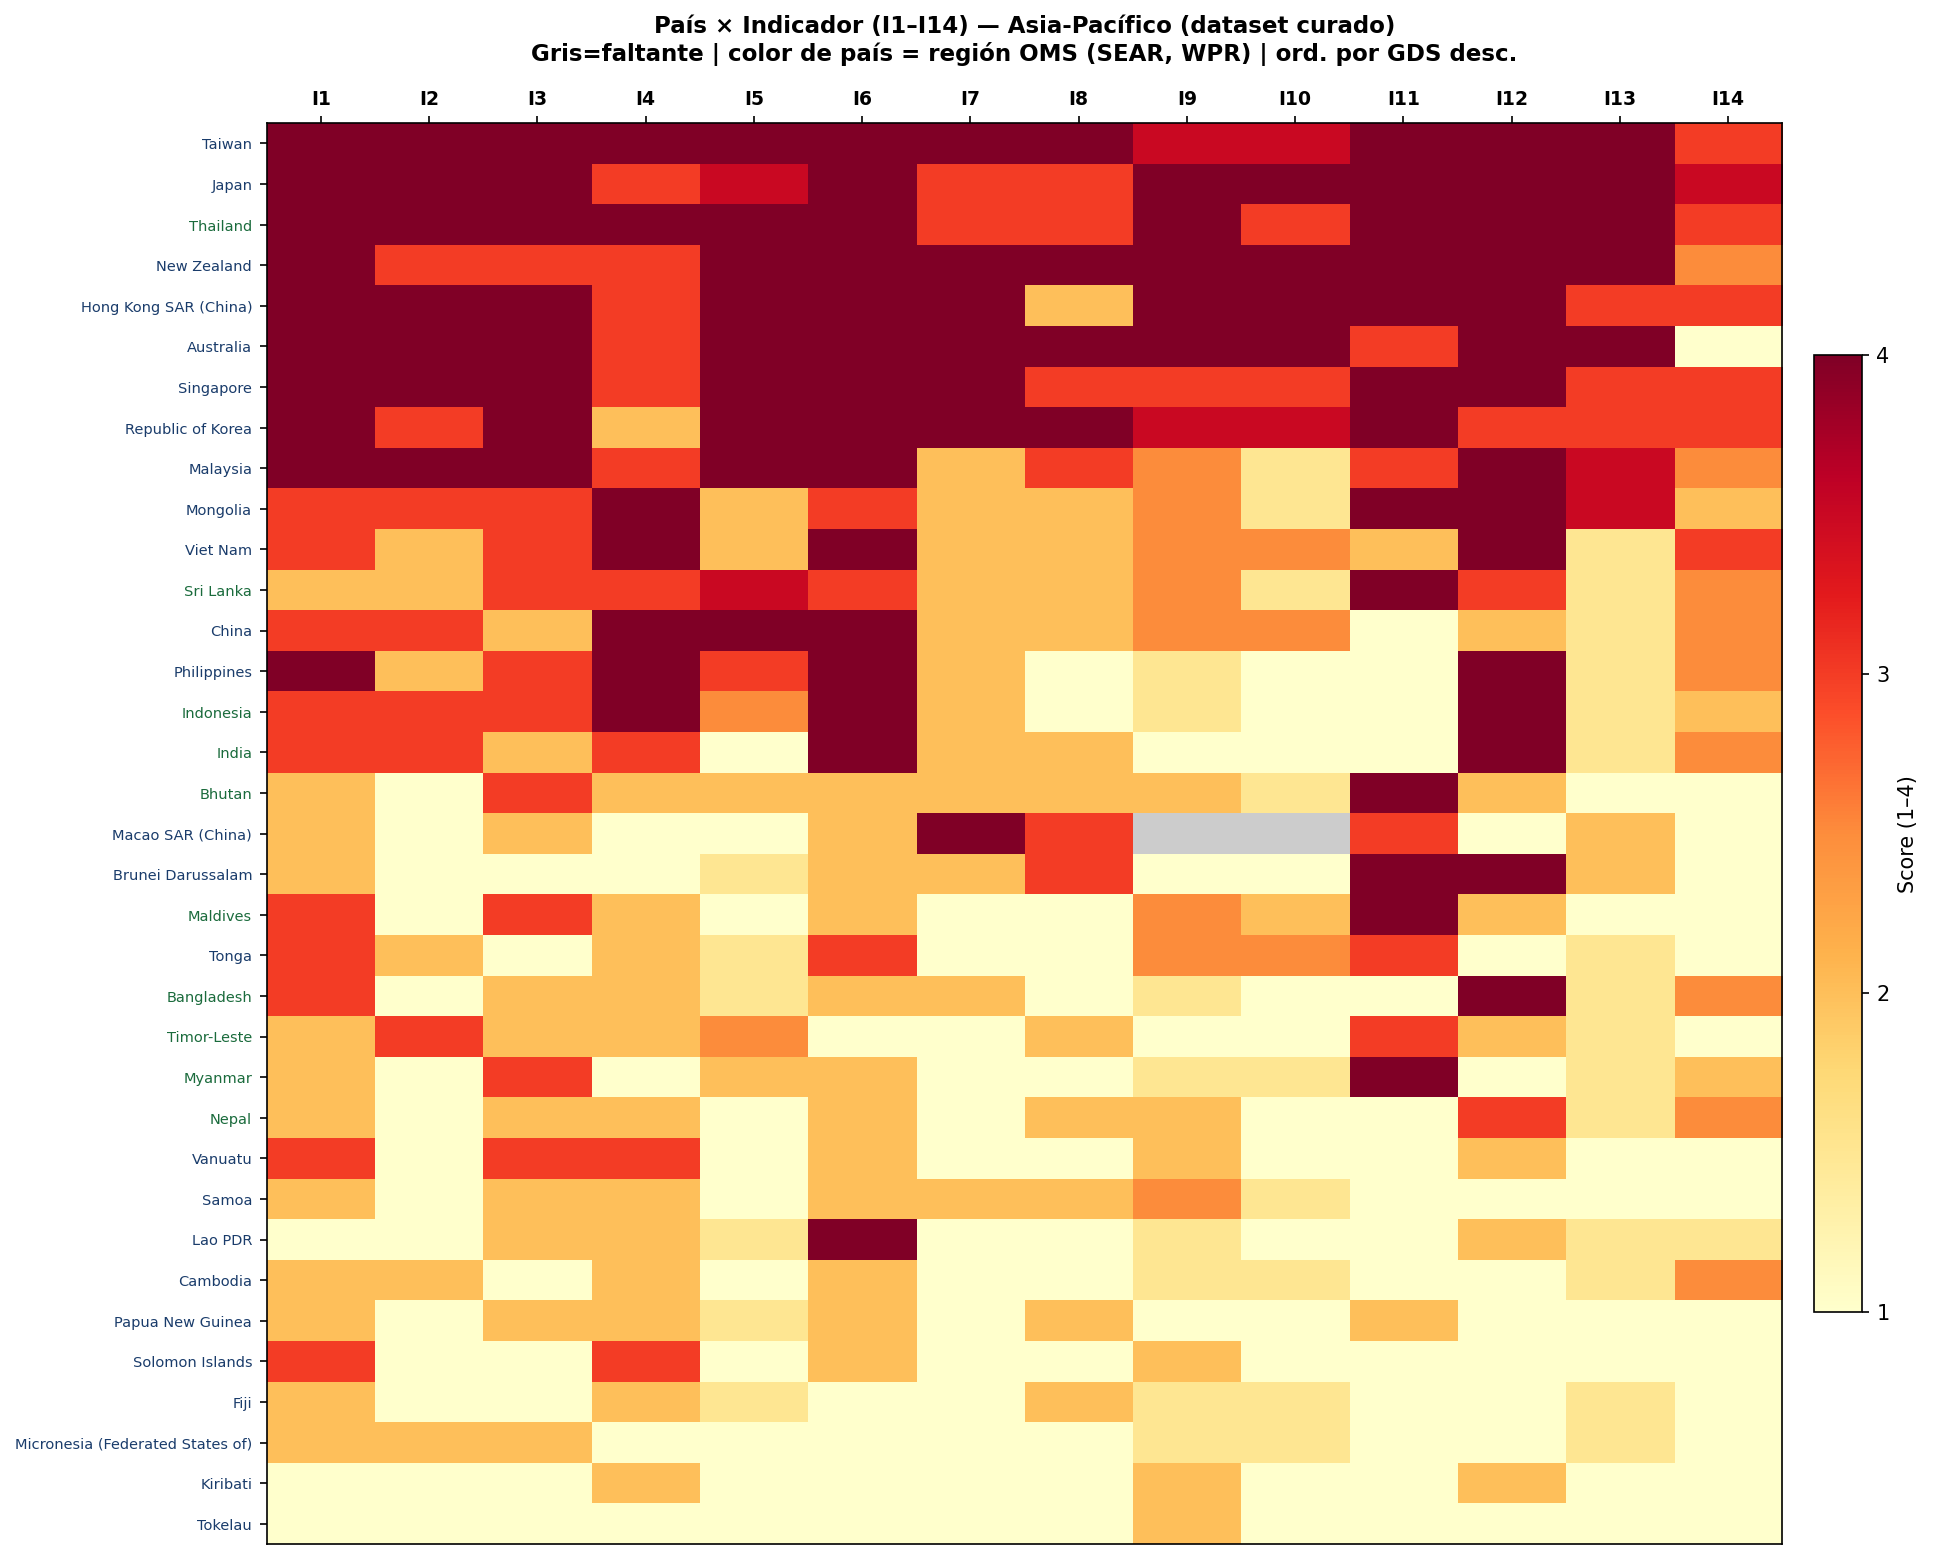 País × Indicador (I1–I14) — Asia-Pacífico (dataset curado)
Gris=faltante | color de país = región OMS (SEAR, WPR) | ord. por GDS desc.
I1 I2 I3 I4 I5 I6 I7 I8 I9 I10 I11 I12 I13 I14
Taiwan
Japan
Thailand
New Zealand
Hong Kong SAR (China)
Australia
Singapore
Republic of Korea
Malaysia
Mongolia
Viet Nam
Sri Lanka
China
Philippines
Indonesia
India
Bhutan
Macao SAR (China)
Brunei Darussalam
Maldives
Tonga
Bangladesh
Timor-Leste
Myanmar
Nepal
Vanuatu
Samoa
Lao PDR
Cambodia
Papua New Guinea
Solomon Islands
Fiji
Micronesia (Federated States of)
Kiribati
Tokelau
4
3
2
1
Score (1–4)